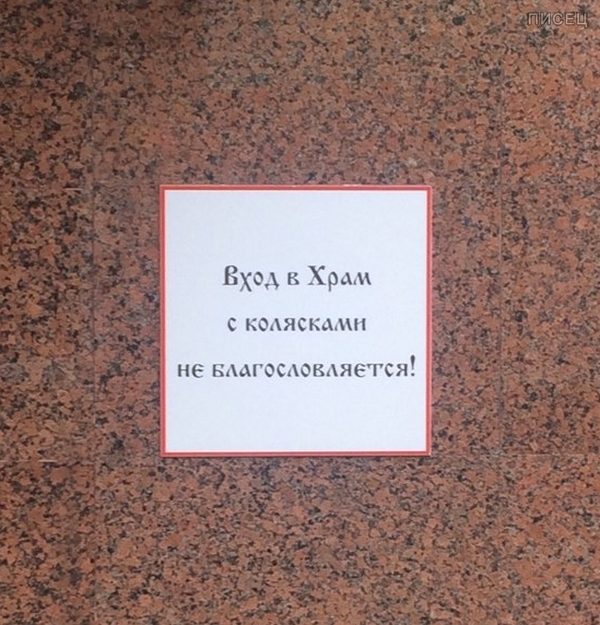 ПИСЕЦ
Вход в Храм
с колясками
не благословляется!